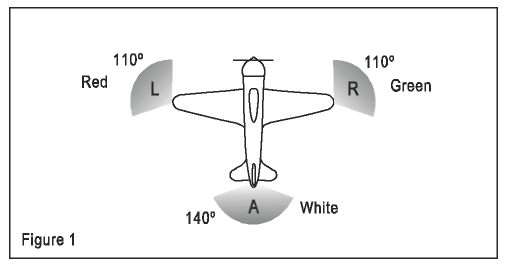 110º
110º
Red
L
R
Green
A
White
140º
Figure 1